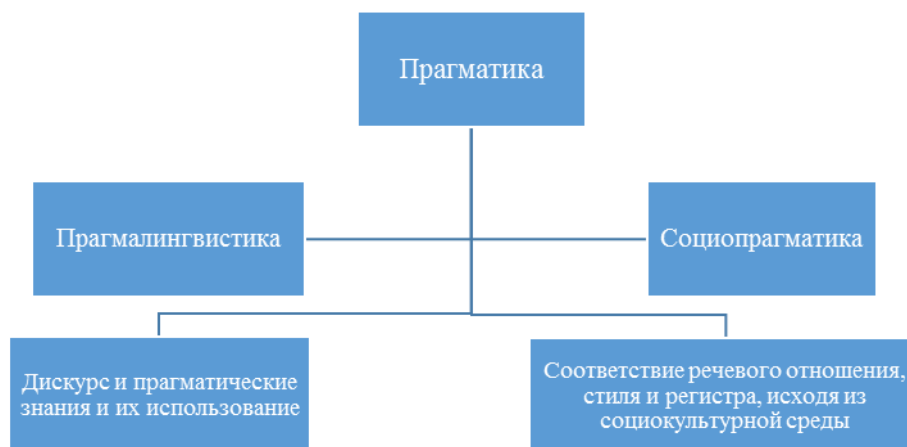 Прагматика
Прагмалингвистика
Социопрагматика
Дискурс и прагматические
знания и их использование
Соответствие речевого отношения,
стиля и регистра, исходя из
социокультурной среды